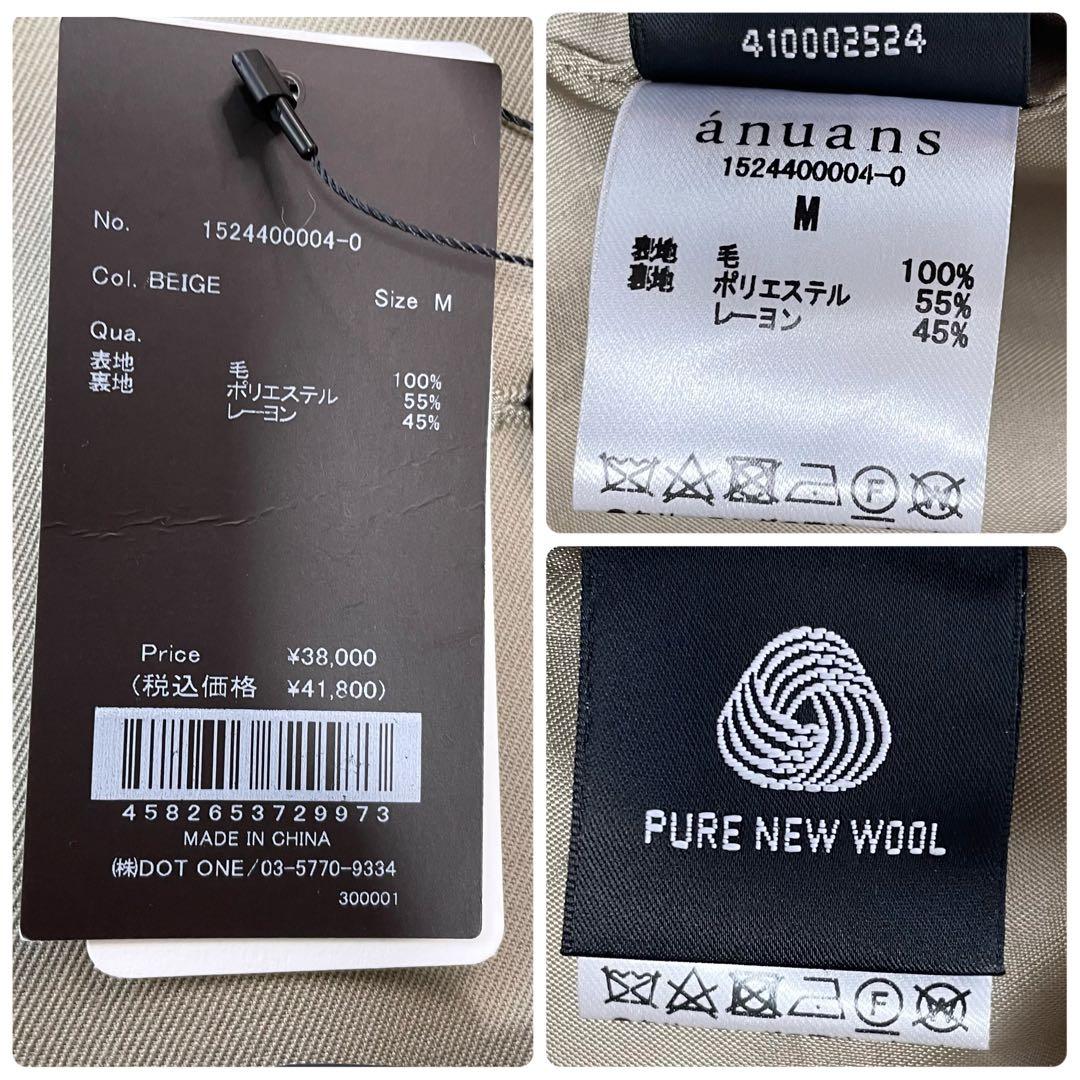 No. 1524400004-0
Col. BEIGE Size M
Qua.
表地 毛 100%
裏地 ポリエステル 55%
レーヨン 45%
Price ¥38,000
(税込価格 ¥41,800)
4582653729973
MADE IN CHINA
㈱DOT ONE/03-5770-9334
300001
410002524
ánuans
1524400004-0
M
表地 毛 100%
裏地 ポリエステル 55%
レーヨン 45%
F W
PURE NEW WOOL
F W